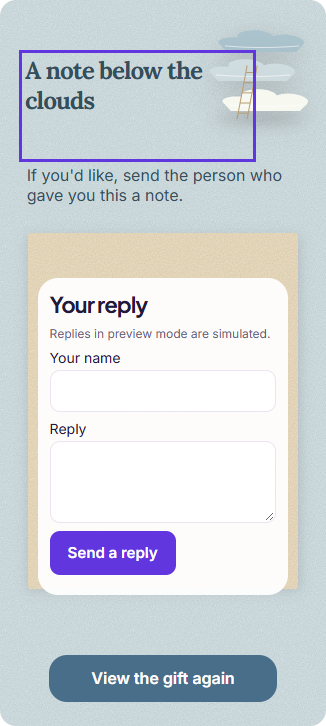 A note below the
clouds
If you'd like, send the person who
gave you this a note.
Your reply
Replies in preview mode are simulated.
Your name
Reply
Send a reply
View the gift again